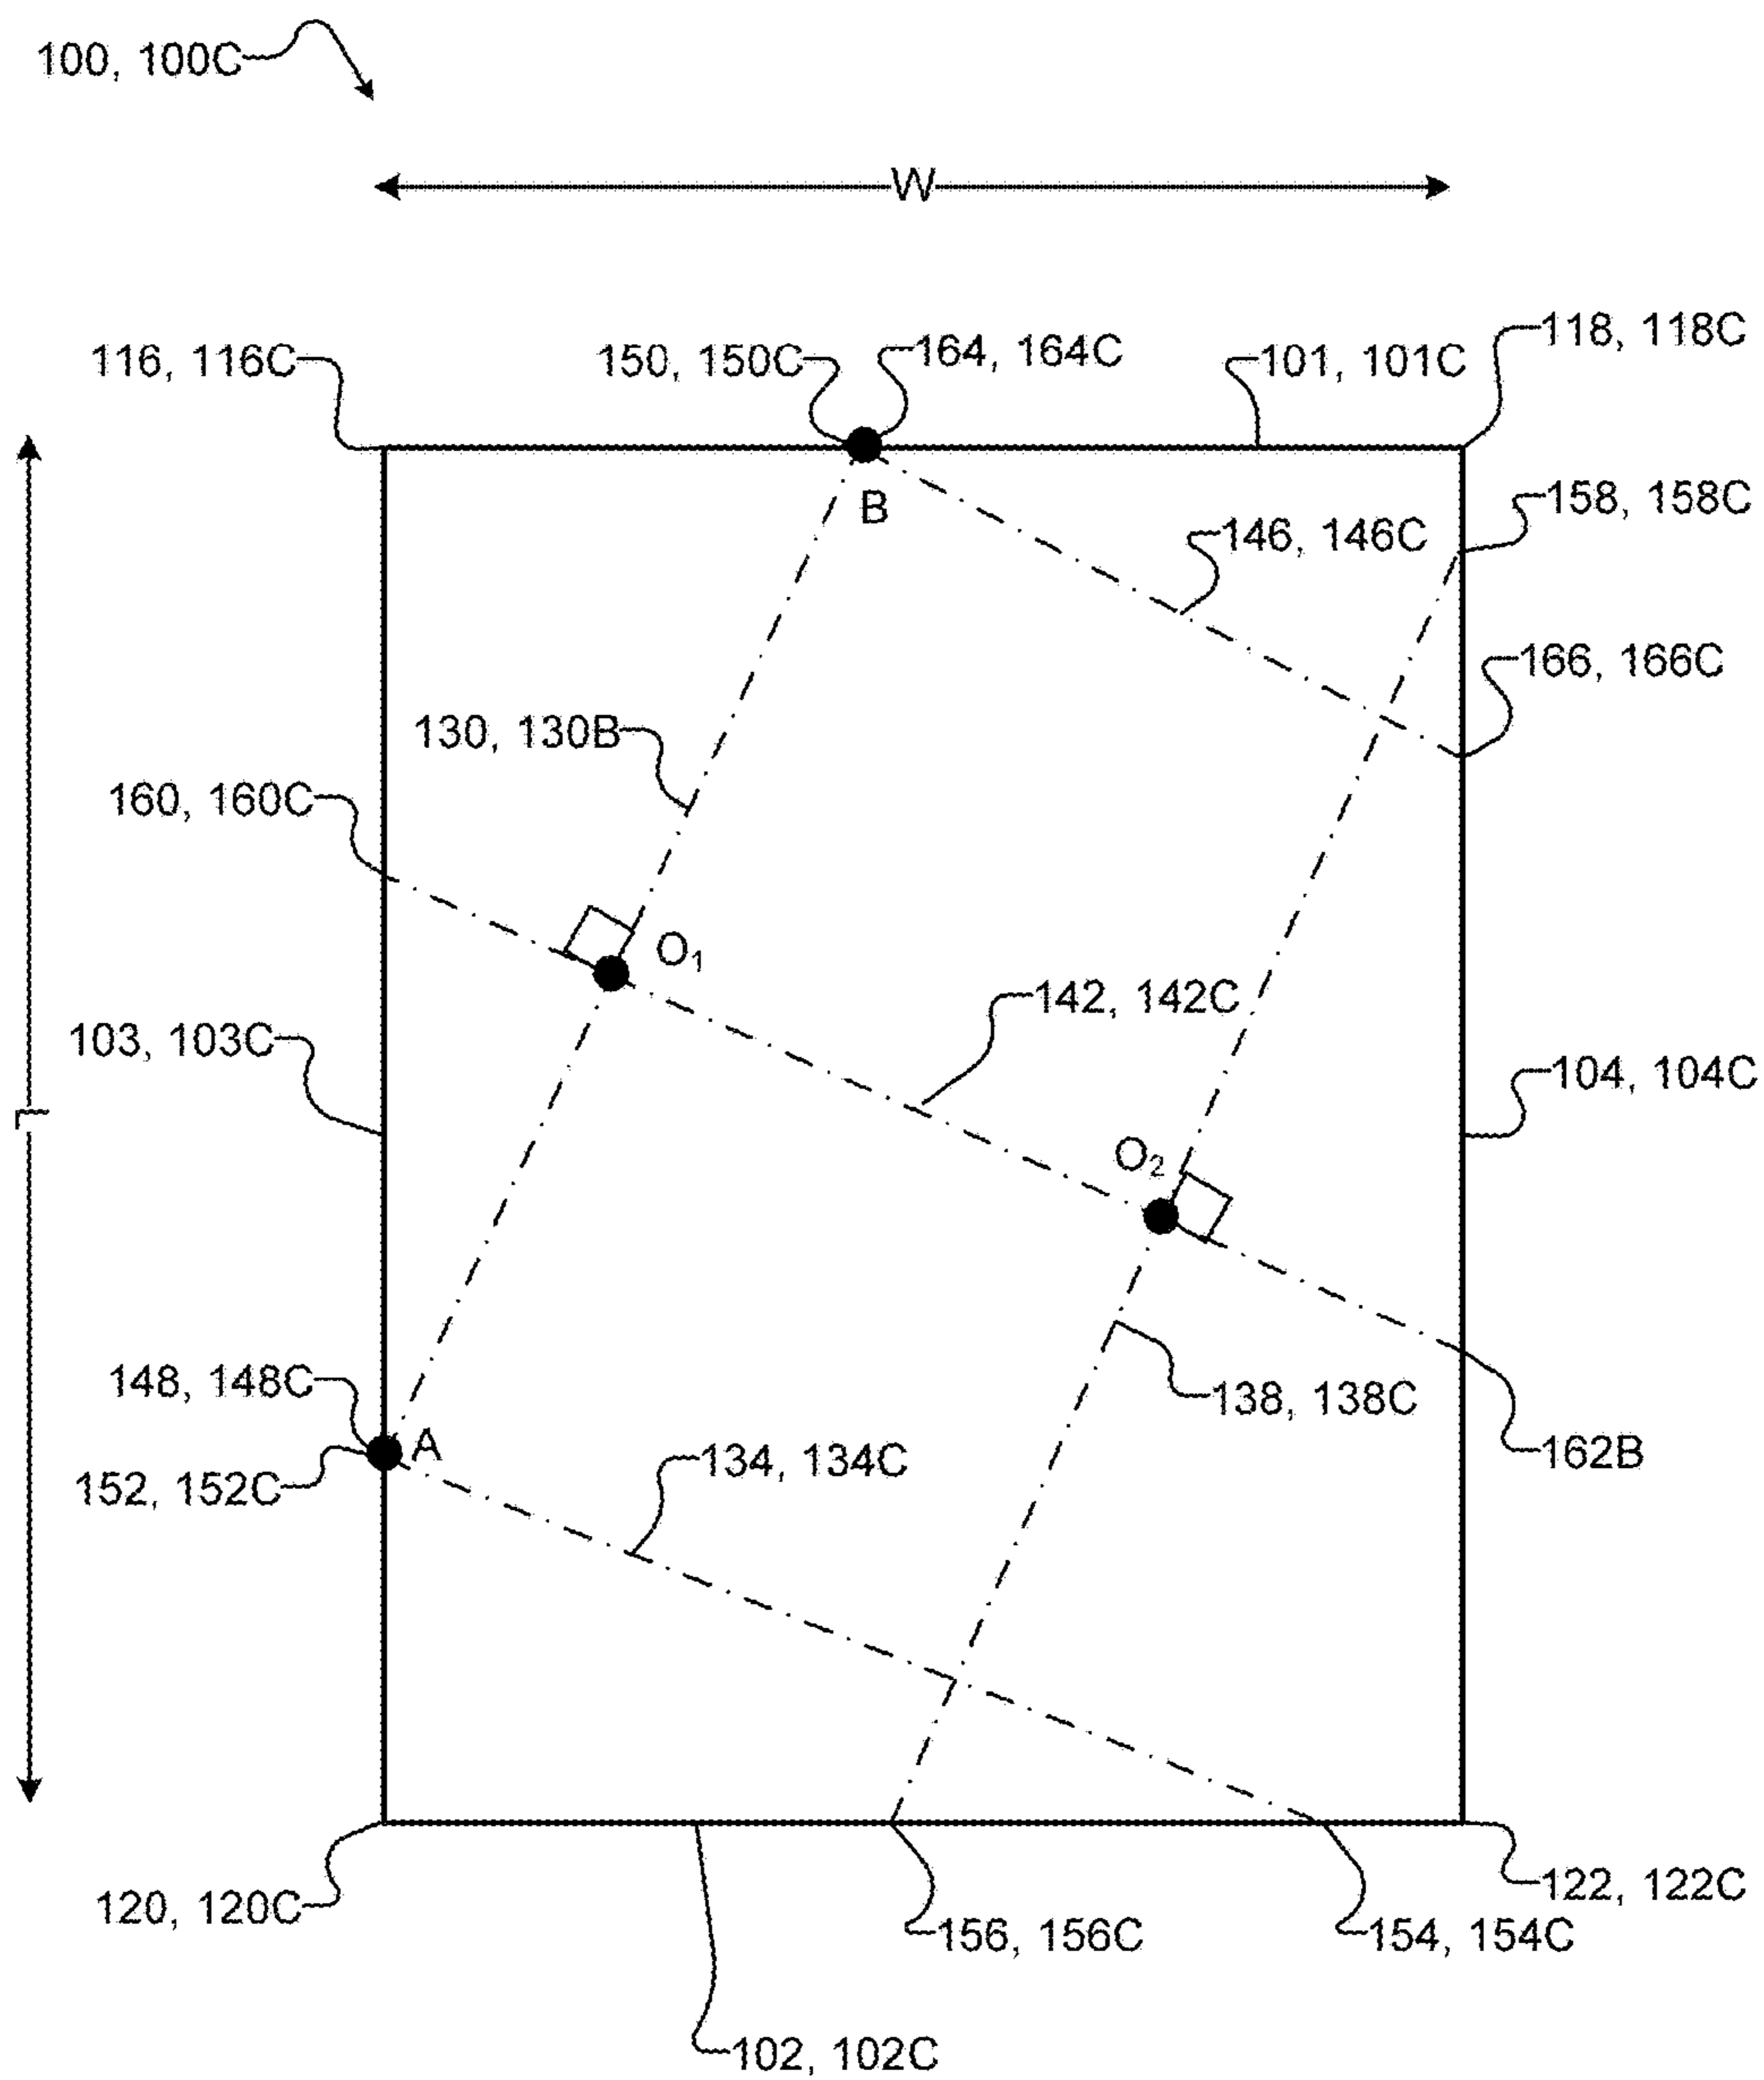 100, 100C
W
118, 118C
116, 116C
150, 150C
164, 164C
101, 101C
B
158, 158C
146, 146C
166, 166C
130, 130B
160, 160C
O₁
142, 142C
103, 103C
104, 104C
L
O₂
148, 148C
138, 138C
A
162B
134, 134C
152, 152C
122, 122C
120, 120C
156, 156C
154, 154C
102, 102C